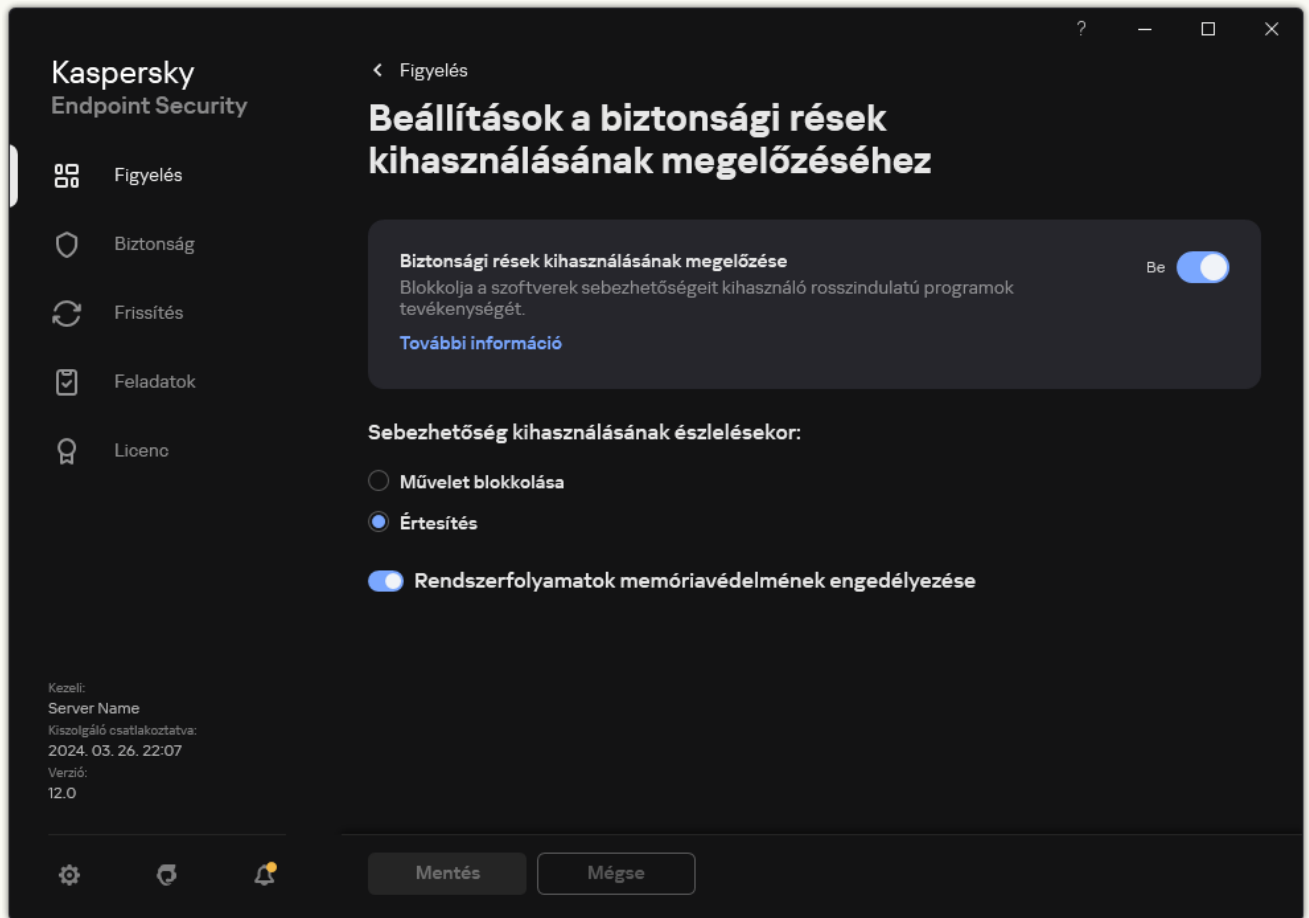 ?
Kaspersky
Endpoint Security
Figyelés
Biztonság
Frissítés
Feladatok
Licenc
Kezeli:
Server Name
Kiszolgáló csatlakoztatva:
2024. 03. 26. 22:07
Verzió:
12.0
Figyelés
Beállítások a biztonsági rések
kihasználásának megelőzéséhez
Biztonsági rések kihasználásának megelőzése
Be
Blokkolja a szoftverek sebezhetőségeit kihasználó rosszindulatú programok
tevékenységét.
További információ
Sebezhetőség kihasználásának észlelésekor:
Művelet blokkolása
Értesítés
Rendszerfolyamatok memóriavédelmének engedélyezése
Mentés
Mégse